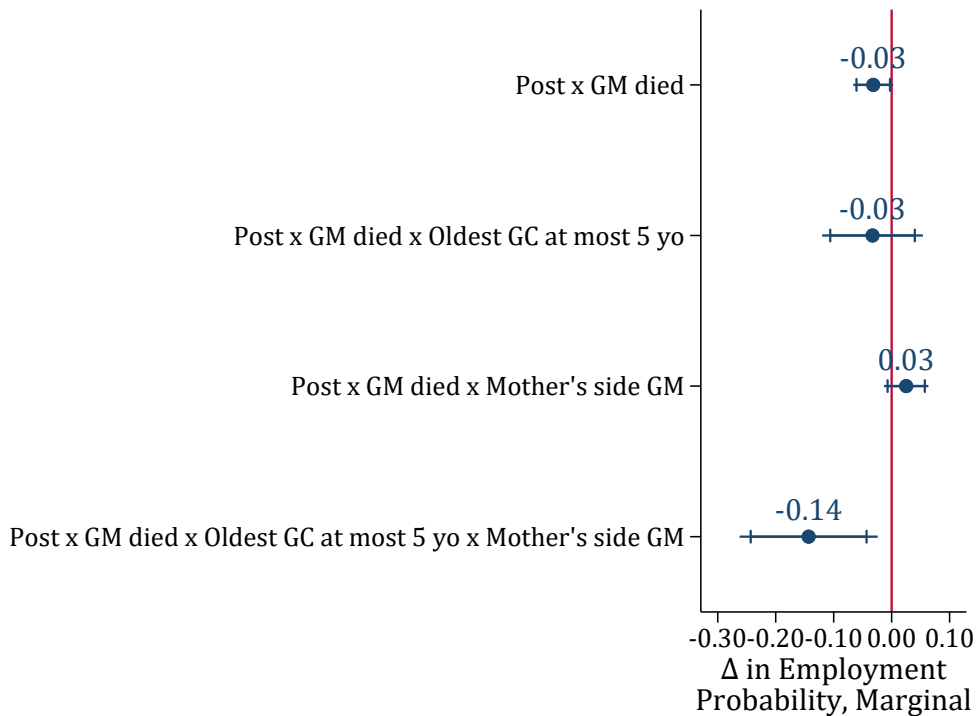 -0.03
Post x GM died
-0.03
Post x GM died x Oldest GC at most 5 yo
0.03
Post x GM died x Mother's side GM
-0.14
Post x GM died x Oldest GC at most 5 yo x Mother's side GM
-0.30 -0.20 -0.10 0.00 0.10
Δ in Employment
Probability, Marginal